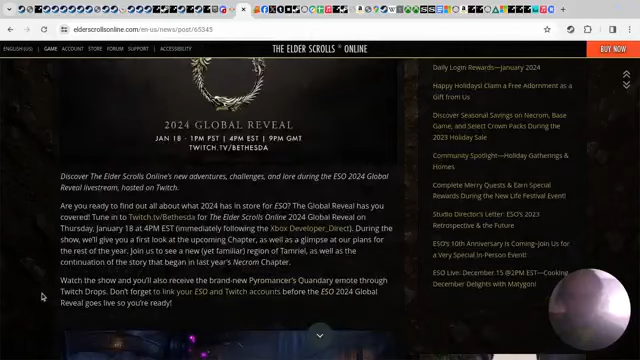 elderscrollsonline.com/en-us/news/post/65345
ENGLISH (US) GAME ACCOUNT STORE FORUM SUPPORT ACCESSIBILITY
THE ELDER SCROLLS ONLINE
BUY NOW
2024 GLOBAL REVEAL
JAN 18 - 1PM PST | 4PM EST | 9PM GMT
TWITCH.TV/BETHESDA
Discover The Elder Scrolls Online's new adventures, challenges, and lore during the ESO 2024 Global
Reveal livestream, hosted on Twitch.
Are you ready to find out all about what 2024 has in store for ESO? The Global Reveal has you
covered! Tune in to Twitch.tv/Bethesda for The Elder Scrolls Online 2024 Global Reveal on
Thursday, January 18 at 4PM EST (immediately following the Xbox Developer_Direct). During the
show, we'll give you a first look at the upcoming Chapter, as well as a glimpse at our plans for
the rest of the year. Join us to see a new (yet familiar) region of Tamriel, as well as the
continuation of the story that began in last year's Necrom Chapter.
Watch the show and you'll also receive the brand-new Pyromancer's Quandary emote through
Twitch Drops. Don't forget to link your ESO and Twitch accounts before the ESO 2024 Global
Reveal goes live so you're ready!
Daily Login Rewards—January 2024
Happy Holidays! Claim a Free Adornment as a
Gift from Us
Discover Seasonal Savings on Necrom, Base
Game, and Select Crown Packs During the
2023 Holiday Sale
Community Spotlight—Holiday Gatherings &
Homes
Complete Merry Quests & Earn Special
Rewards During the New Life Festival Event!
Studio Director's Letter: ESO's 2023
Retrospective & the Future
ESO's 10th Anniversary Is Coming–Join Us for
a Very Special In-Person Event!
ESO Live: December 15 @2PM EST—Cooking
December Delights with Matygon!